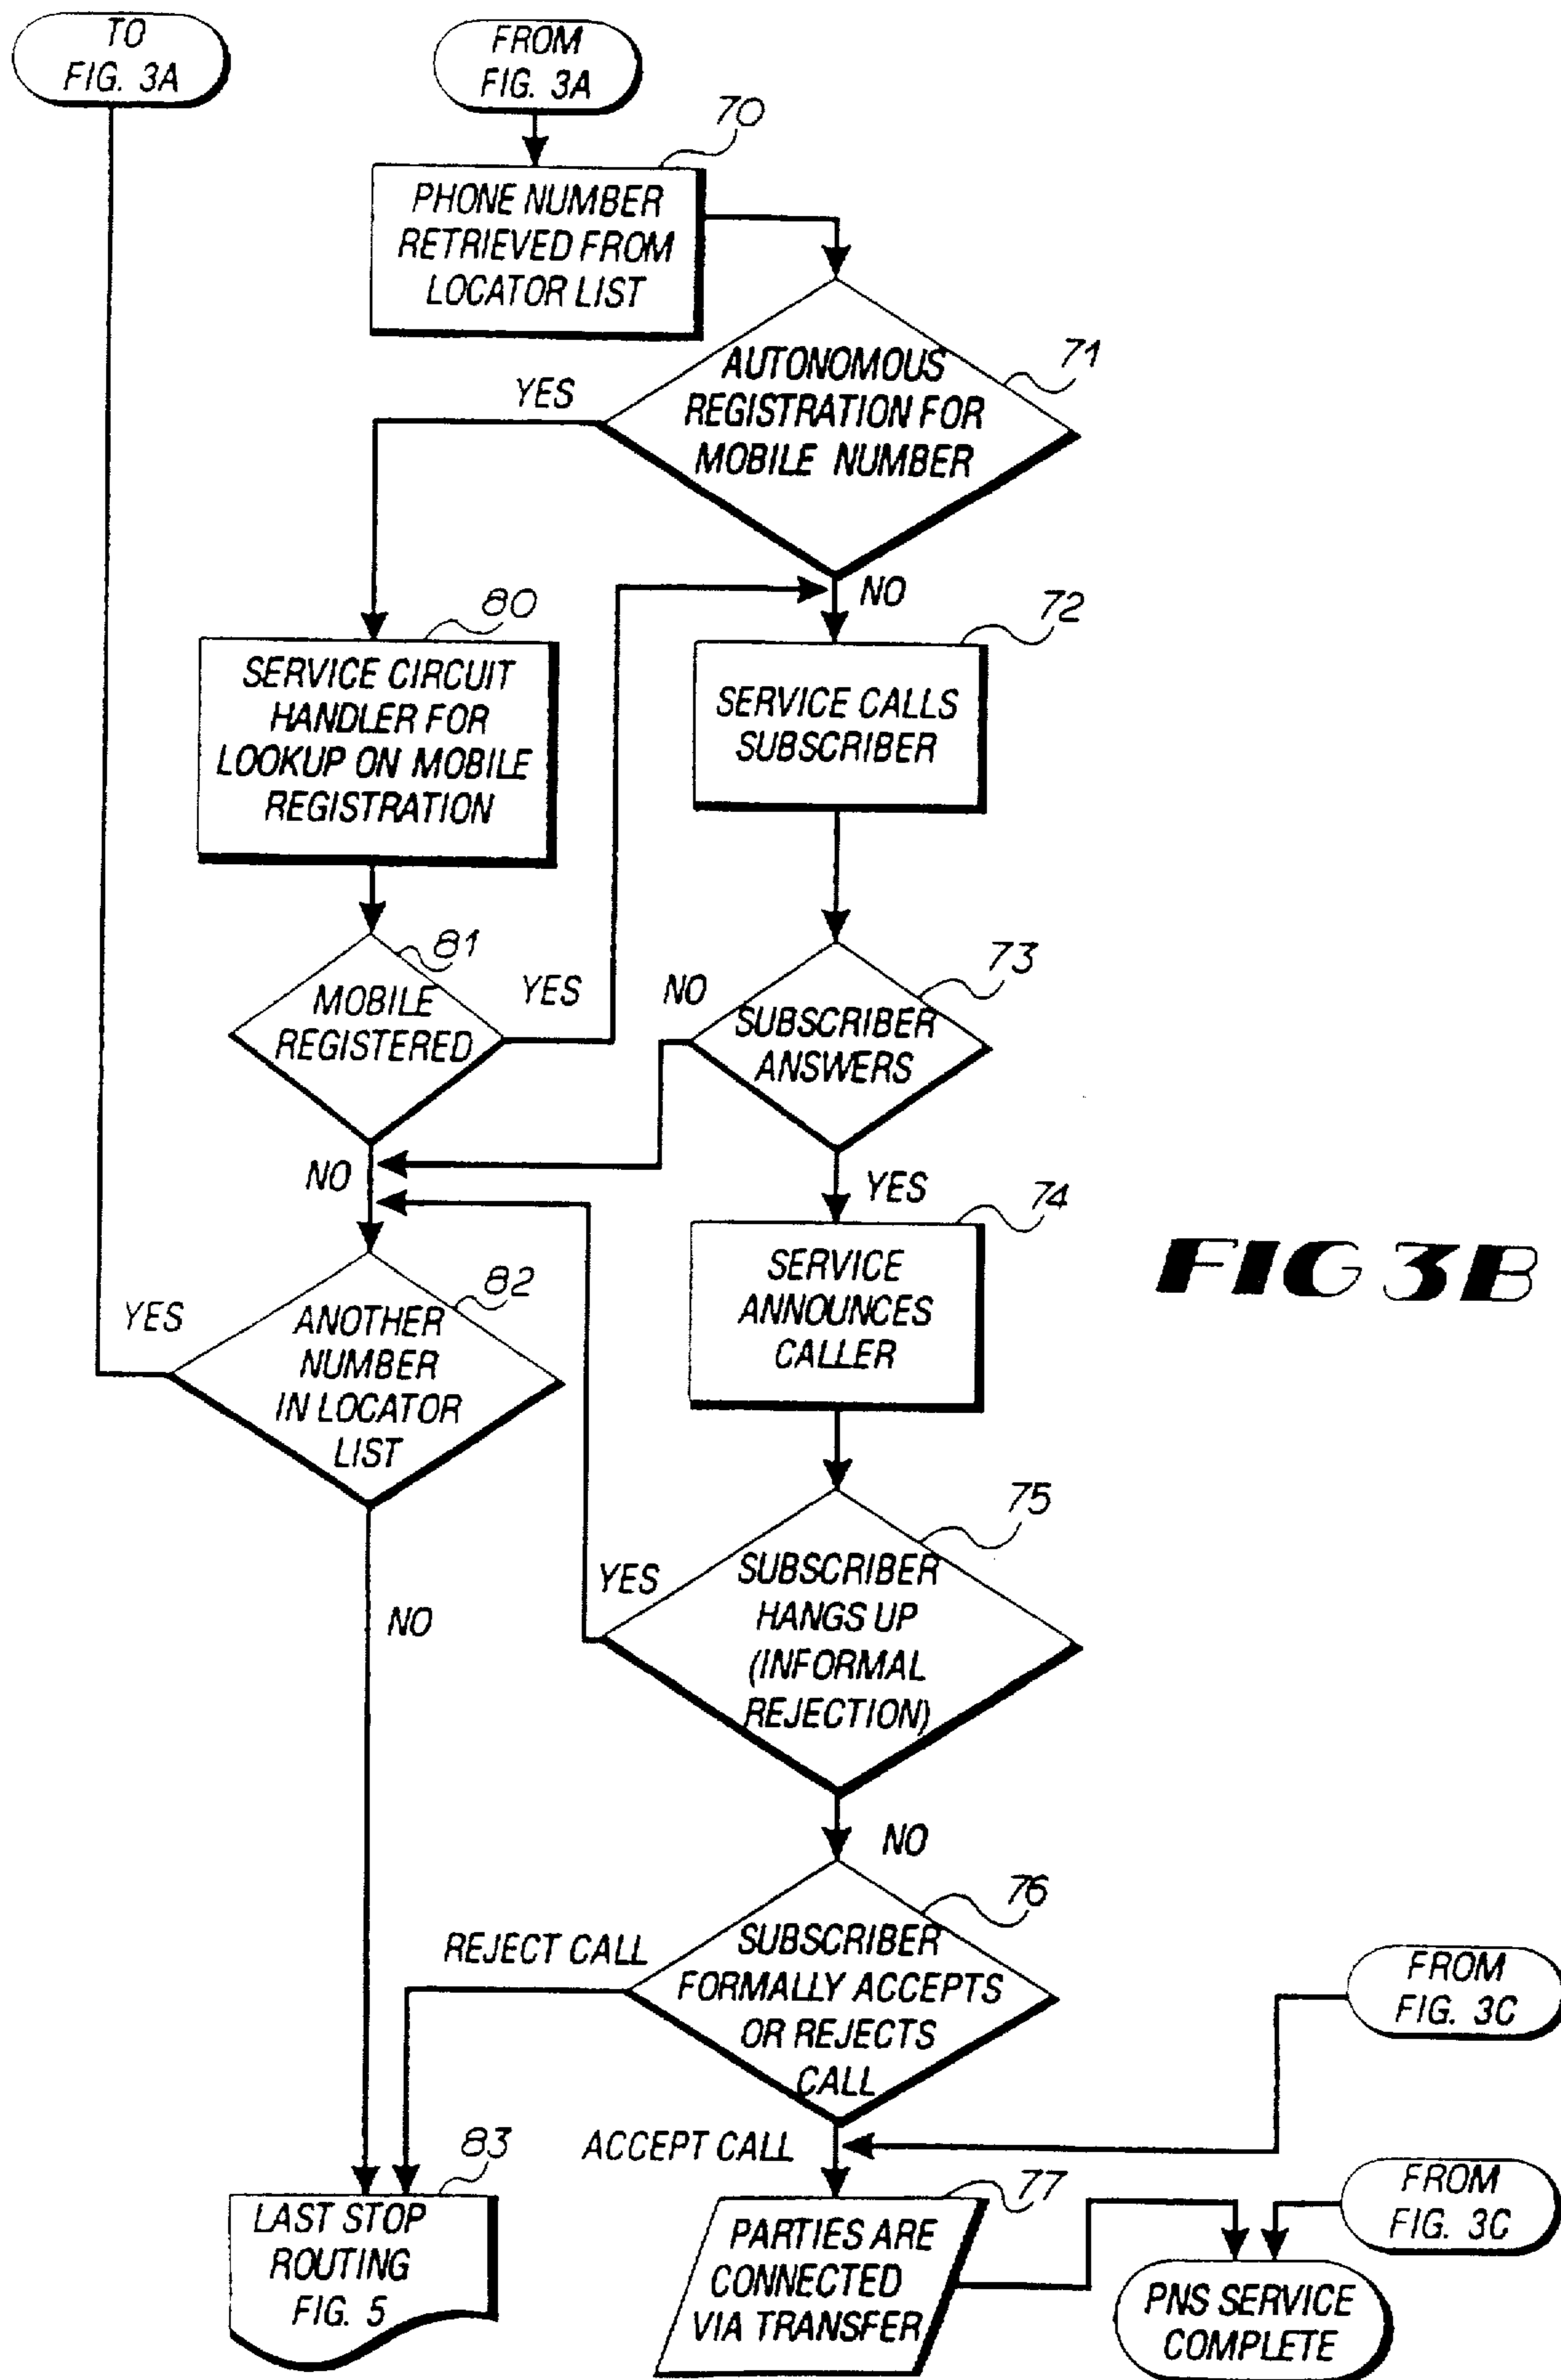 TO
FIG. 3A
FROM
FIG. 3A
70
PHONE NUMBER
RETRIEVED FROM
LOCATOR LIST
71
AUTONOMOUS
REGISTRATION FOR
MOBILE NUMBER
YES
NO
80
SERVICE CIRCUIT
HANDLER FOR
LOOKUP ON MOBILE
REGISTRATION
72
SERVICE CALLS
SUBSCRIBER
81
MOBILE
REGISTERED
YES
NO
73
SUBSCRIBER
ANSWERS
NO
YES
74
SERVICE
ANNOUNCES
CALLER
FIG 3B
82
ANOTHER
NUMBER
IN LOCATOR
LIST
YES
NO
75
SUBSCRIBER
HANGS UP
(INFORMAL
REJECTION)
YES
NO
76
SUBSCRIBER
FORMALLY ACCEPTS
OR REJECTS
CALL
REJECT CALL
ACCEPT CALL
FROM
FIG. 3C
83
LAST STOP
ROUTING
FIG. 5
77
PARTIES ARE
CONNECTED
VIA TRANSFER
FROM
FIG. 3C
PNS SERVICE
COMPLETE